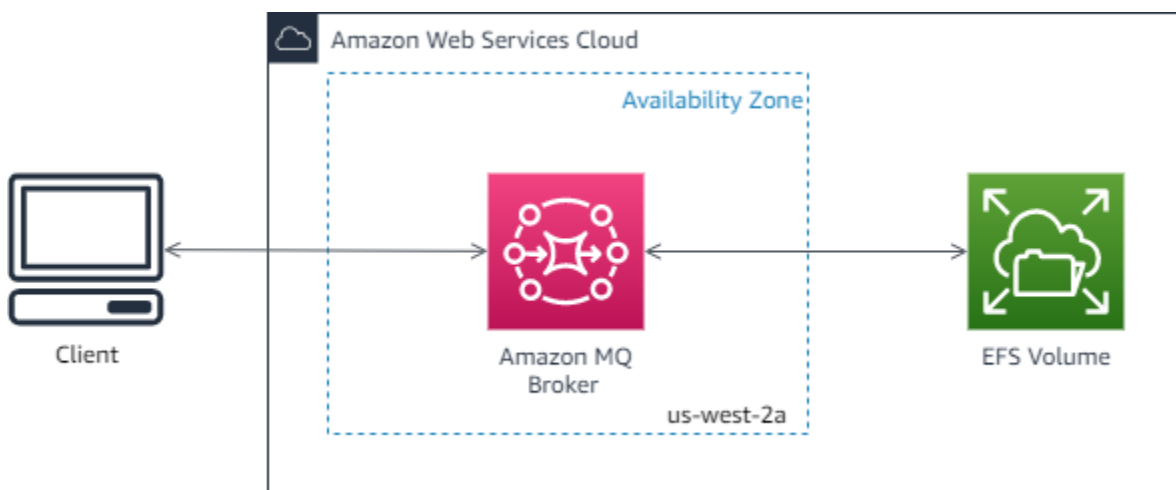 Amazon Web Services Cloud
Availability Zone
Client
Amazon MQ
Broker
EFS Volume
us-west-2a